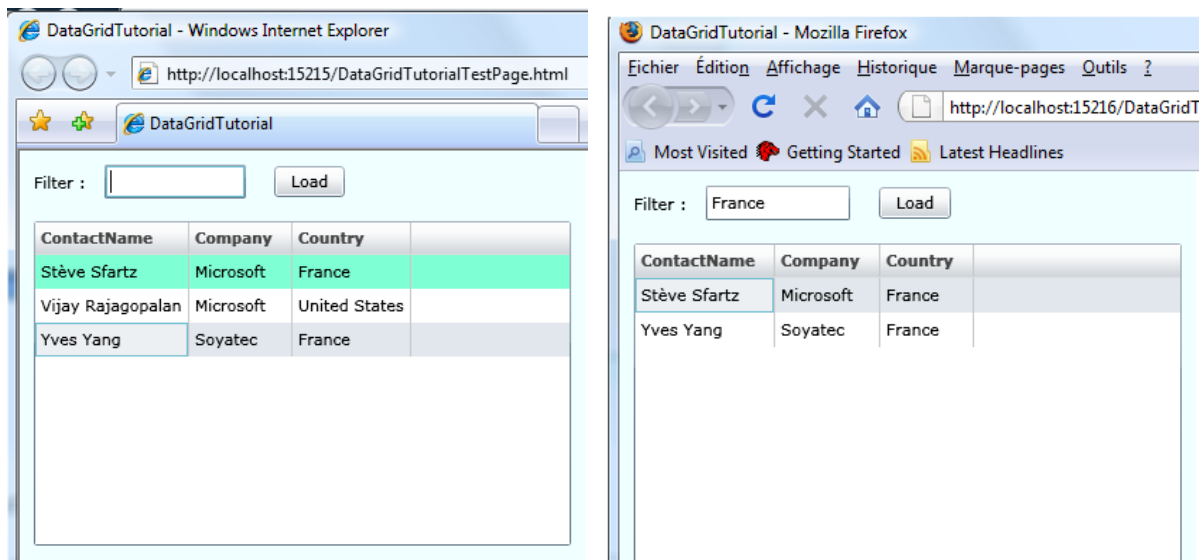 DataGridTutorial - Windows Internet Explorer
http://localhost:15215/DataGridTutorialTestPage.html
DataGridTutorial
Filter :
Load
ContactName Company Country
Stève Sfartz Microsoft France
Vijay Rajagopalan Microsoft United States
Yves Yang Soyatec France
DataGridTutorial - Mozilla Firefox
Fichier Édition Affichage Historique Marque-pages Outils ?
http://localhost:15216/DataGridT
Most Visited Getting Started Latest Headlines
Filter : France Load
ContactName Company Country
Stève Sfartz Microsoft France
Yves Yang Soyatec France